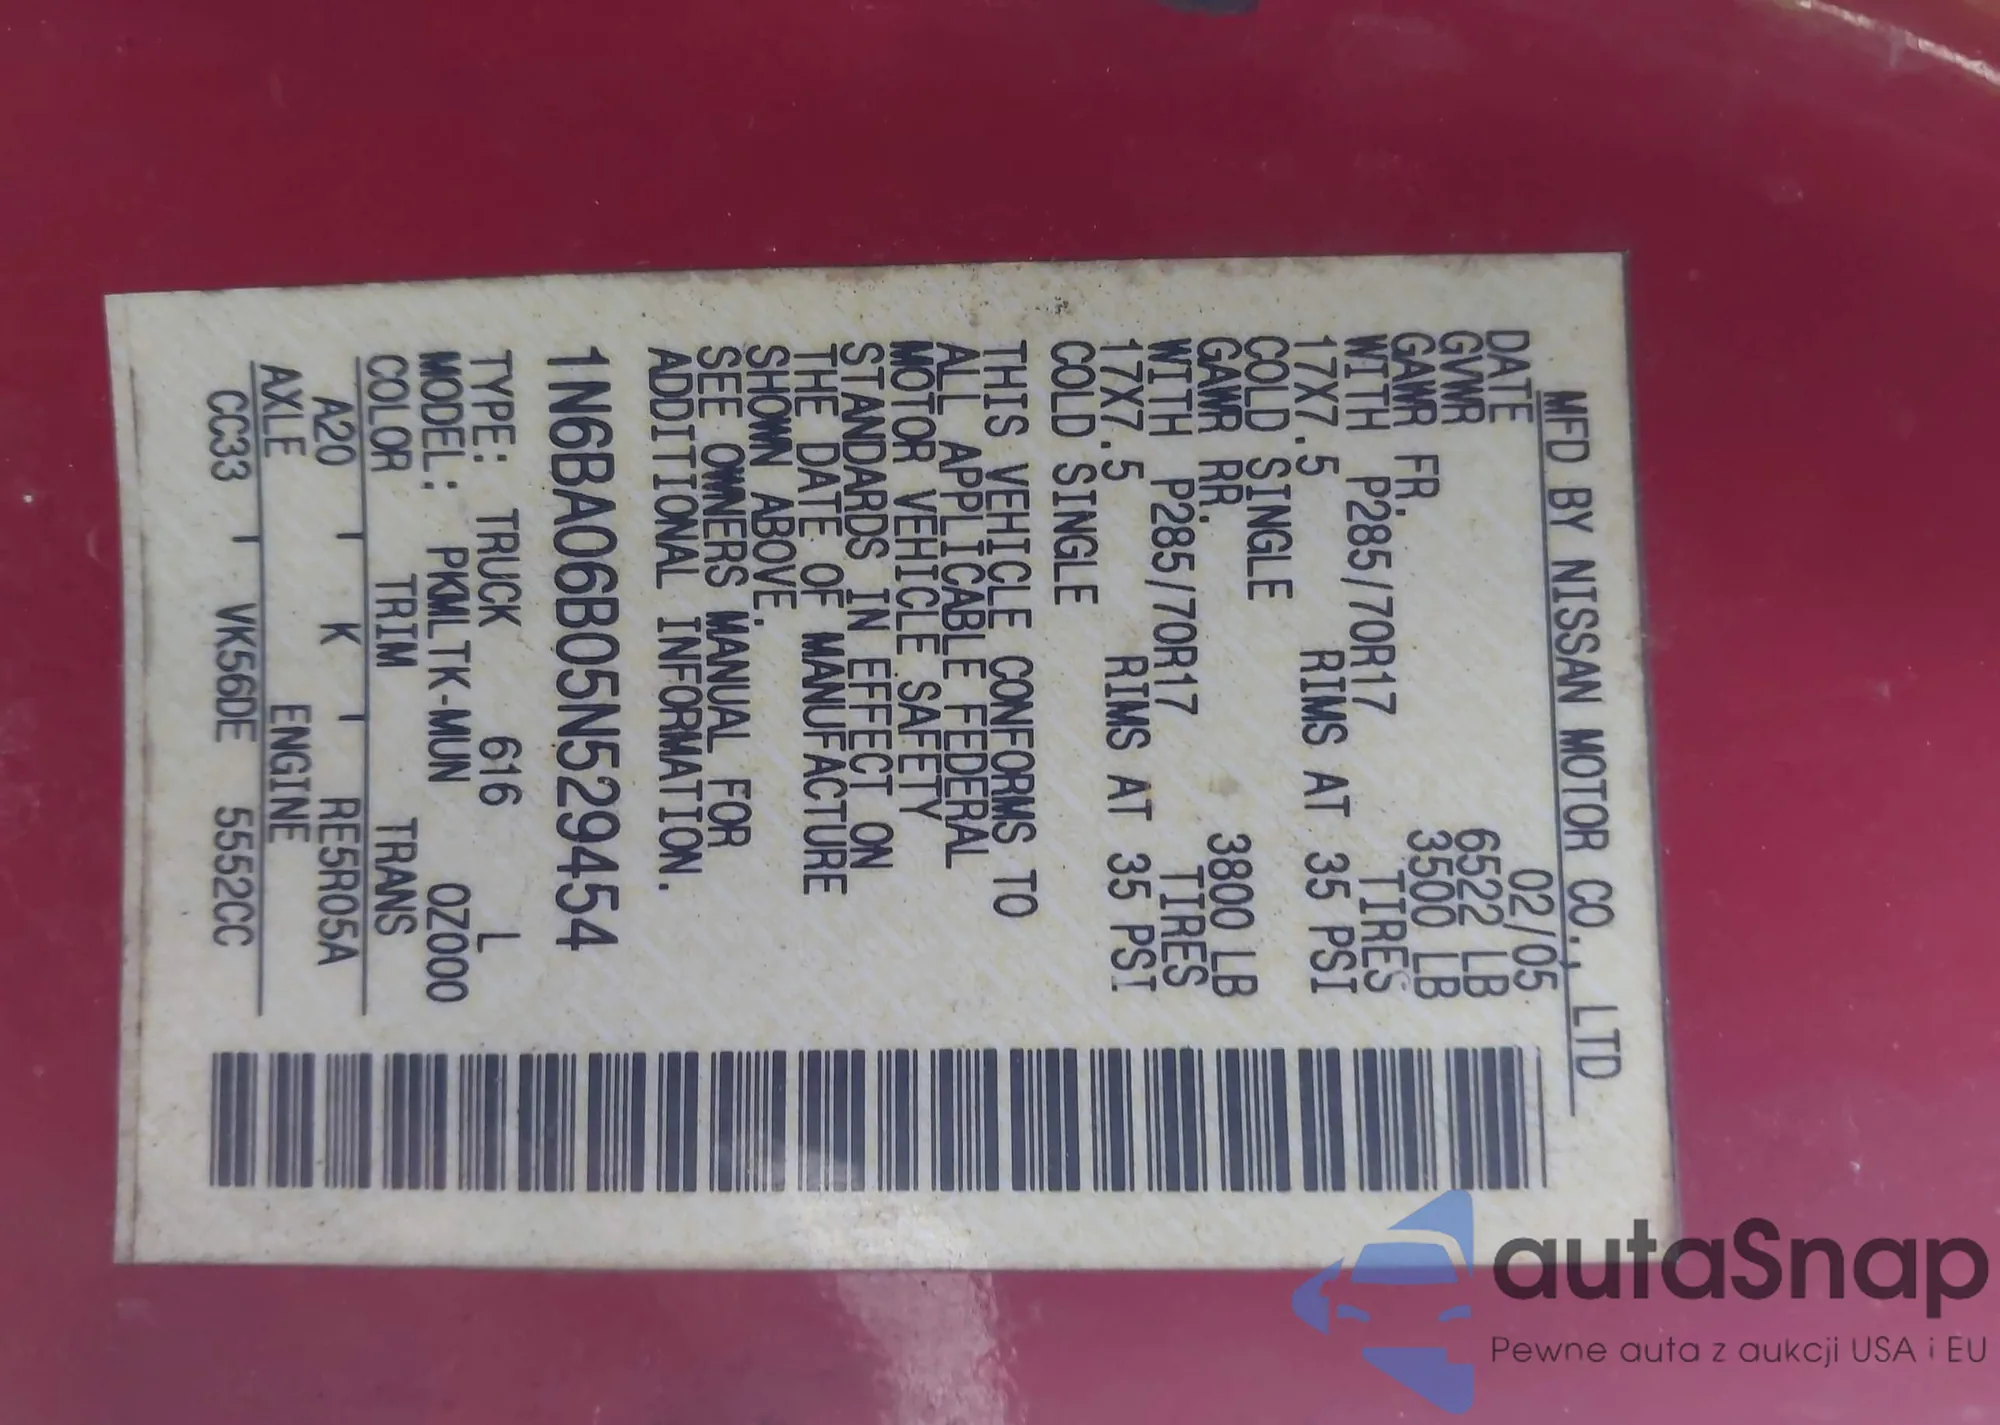 MFD BY NISSAN MOTOR CO., LTD
DATE 02/05
GVWR 6522 LB
GAWR FR. 3500 LB
WITH P285/70R17 TIRES
17X7.5 RIMS AT 35 PSI
COLD SINGLE
GAWR RR. 3800 LB
WITH P285/70R17 TIRES
17X7.5 RIMS AT 35 PSI
COLD SINGLE
THIS VEHICLE CONFORMS TO
ALL APPLICABLE FEDERAL
MOTOR VEHICLE SAFETY
STANDARDS IN EFFECT ON
THE DATE OF MANUFACTURE
SHOWN ABOVE.
SEE OWNERS MANUAL FOR
ADDITIONAL INFORMATION.
1N6BA06B05N529454
TYPE: TRUCK 616 L
MODEL: PKMLTK-MUN 0Z000
COLOR TRIM TRANS
A20 K RE5R05A
AXLE ENGINE
CC33 VK56DE 5552CC
autaSnap
Pewne auta z aukcji USA i EU